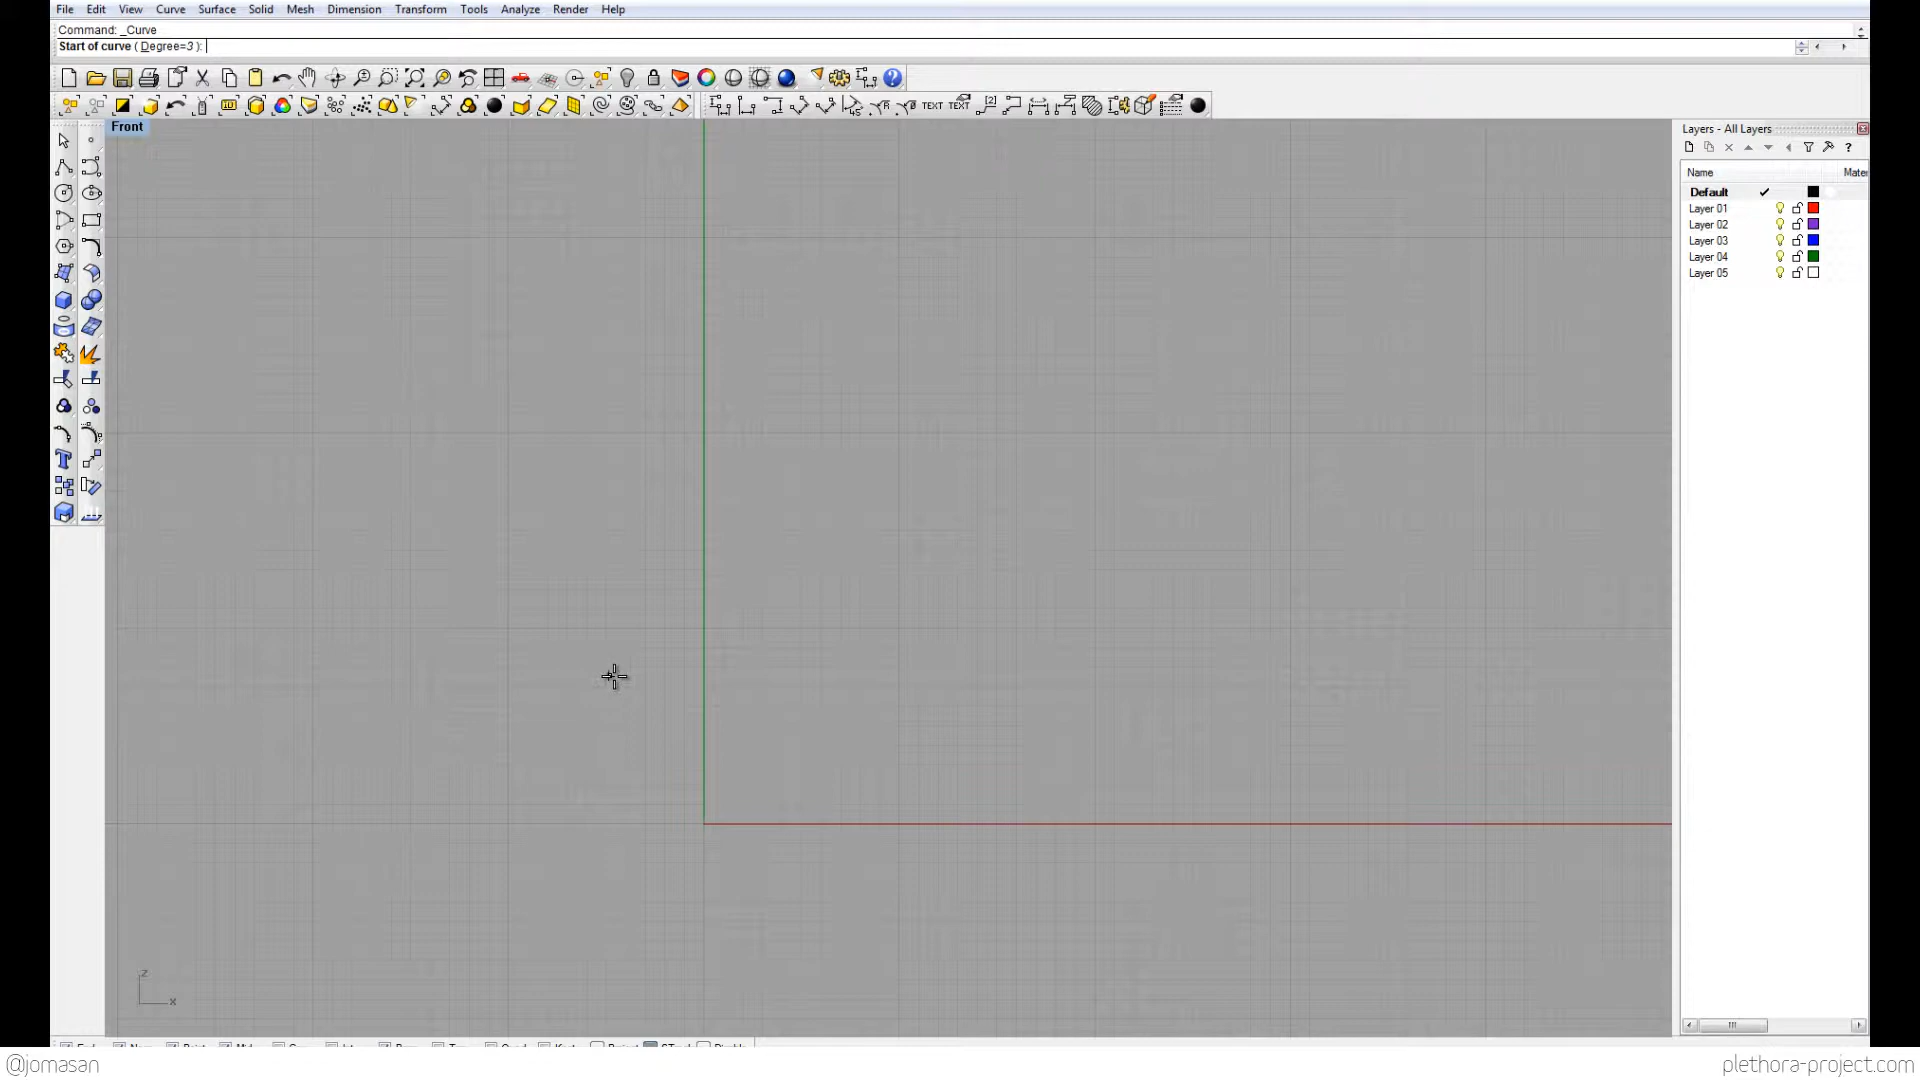 File Edit View Curve Surface Solid Mesh Dimension Transform Tools Analyze Render Help
Command: _Curve
Start of curve ( Degree=3 ):
TEXT TEXT
Front
Layers - All Layers
Name Mate
Default
Layer 01
Layer 02
Layer 03
Layer 04
Layer 05
z
x
@jomasan
plethora-project.com